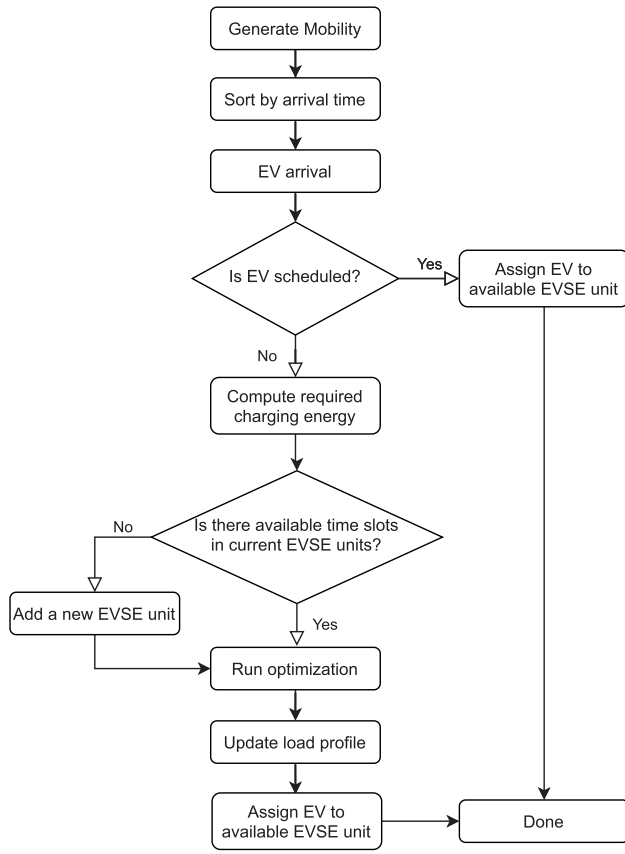 Generate Mobility
Sort by arrival time
EV arrival
Is EV scheduled?
Yes
Assign EV to
available EVSE unit
No
Compute required
charging energy
Is there available time slots
in current EVSE units?
No
Add a new EVSE unit
Yes
Run optimization
Update load profile
Assign EV to
available EVSE unit
Done